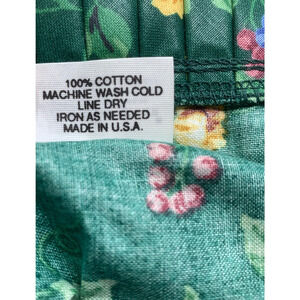 100% COTTON
MACHINE WASH COLD
LINE DRY
IRON AS NEEDED
MADE IN U.S.A.